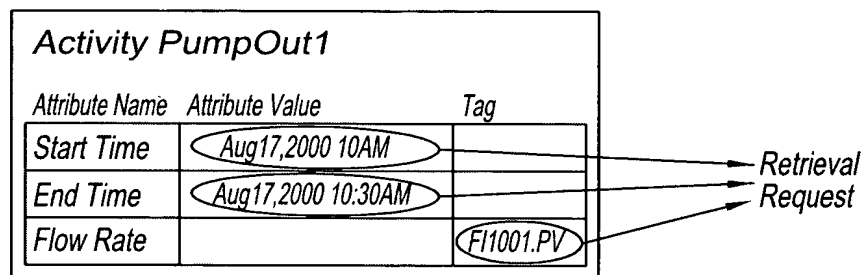 Activity PumpOut1
Attribute Name Attribute Value Tag
Start Time Aug17,2000 10AM
End Time Aug17,2000 10:30AM
Flow Rate FI1001.PV
Retrieval
Request